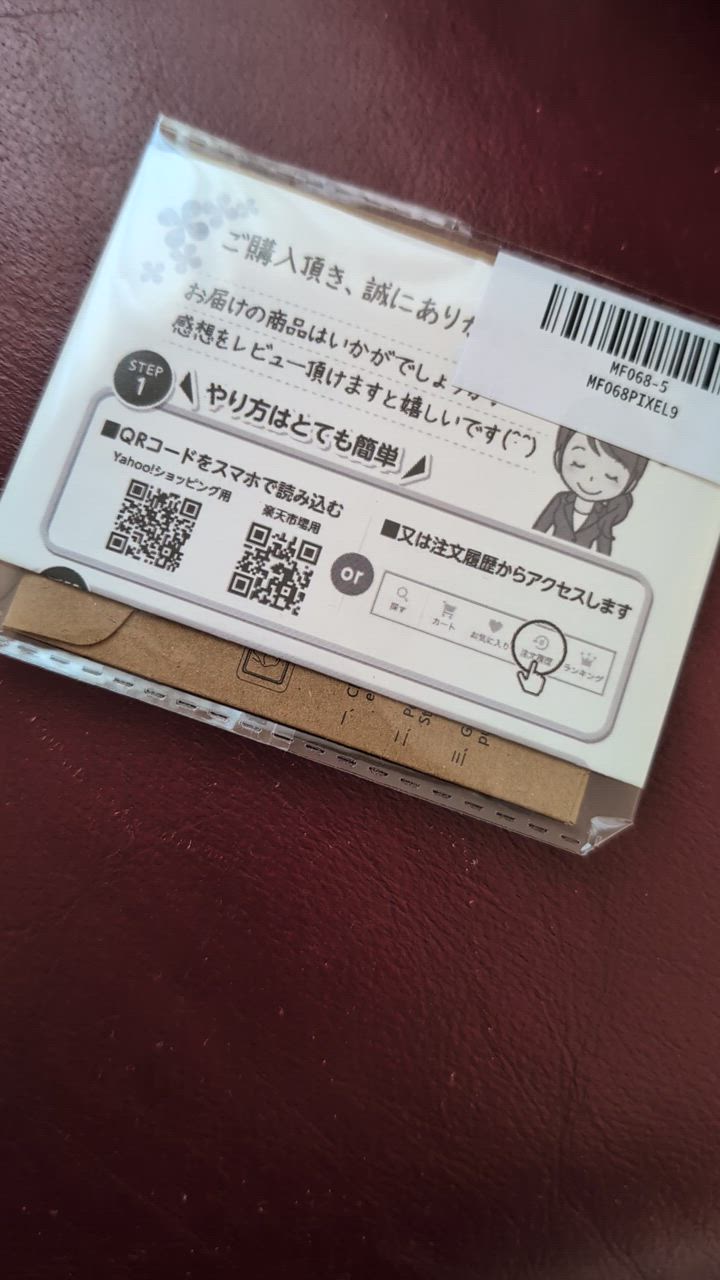 ご購入頂き、誠にありが
お届けの商品はいかがでしょうか
感想をレビュー頂けますと嬉しいです(^^)
MF068-5
MF068PIXEL9
STEP
1
やり方はとても簡単
■QRコードをスマホで読み込む
Yahoo!ショッピング用
楽天市場用
or
■又は注文履歴からアクセスします
探す
カート
お気に入り
注文履歴
ランキング
i.
ii.
iii.